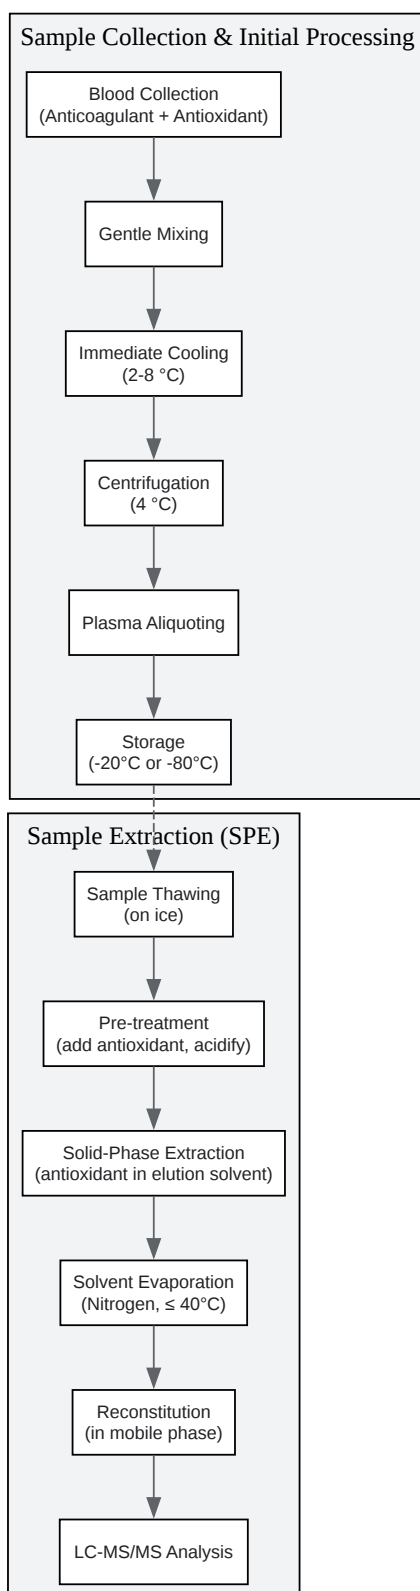 Sample Collection & Initial Processing
Blood Collection
(Anticoagulant + Antioxidant)
Gentle Mixing
Immediate Cooling
(2-8 °C)
Centrifugation
(4 °C)
Plasma Aliquoting
Storage
(-20°C or -80°C)
Sample Extraction (SPE)
Sample Thawing
(on ice)
Pre-treatment
(add antioxidant, acidify)
Solid-Phase Extraction
(antioxidant in elution solvent)
Solvent Evaporation
(Nitrogen, ≤ 40°C)
Reconstitution
(in mobile phase)
LC-MS/MS Analysis